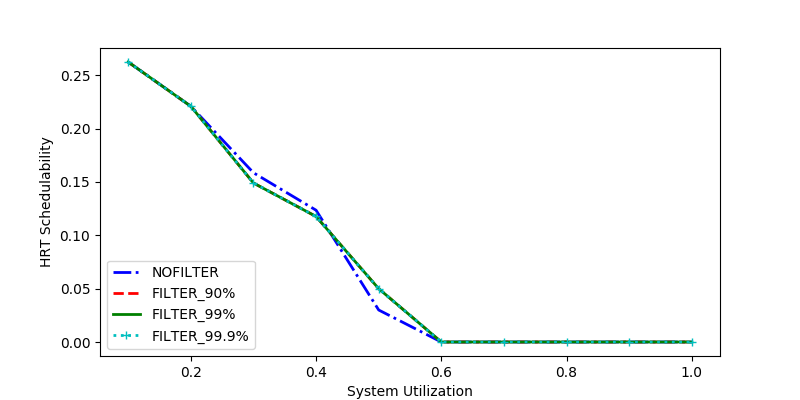 0.25
0.20
0.15
0.10
0.05
0.00
HRT Schedulability
NOFILTER
FILTER_90%
FILTER_99%
FILTER_99.9%
0.2
0.4
0.6
0.8
1.0
System Utilization